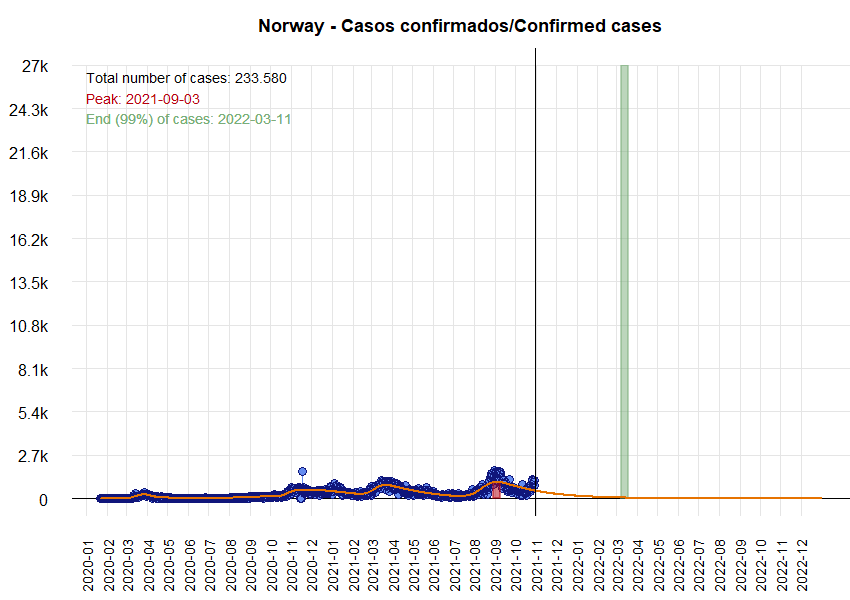 Norway - Casos confirmados/Confirmed cases
27k
24.3k
21.6k
18.9k
16.2k
13.5k
10.8k
8.1k
5.4k
2.7k
0
Total number of cases: 233.580
Peak: 2021-09-03
End (99%) of cases: 2022-03-11
2020-01
2020-02
2020-03
2020-04
2020-05
2020-06
2020-07
2020-08
2020-09
2020-10
2020-11
2020-12
2021-01
2021-02
2021-03
2021-04
2021-05
2021-06
2021-07
2021-08
2021-09
2021-10
2021-11
2021-12
2022-01
2022-02
2022-03
2022-04
2022-05
2022-06
2022-07
2022-08
2022-09
2022-10
2022-11
2022-12